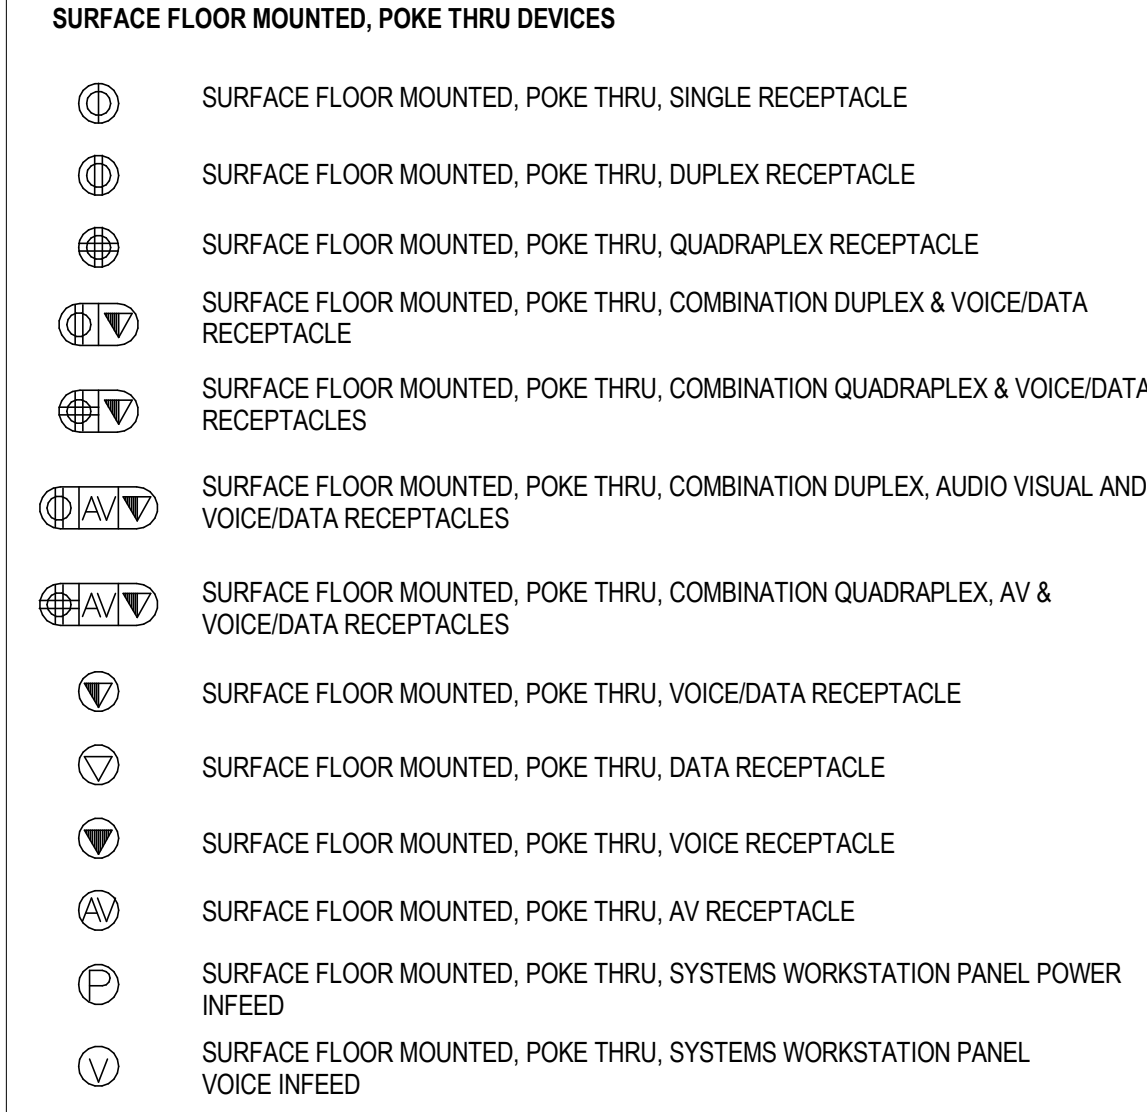 SURFACE FLOOR MOUNTED, POKE THRU DEVICES
SURFACE FLOOR MOUNTED, POKE THRU, SINGLE RECEPTACLE
SURFACE FLOOR MOUNTED, POKE THRU, DUPLEX RECEPTACLE
SURFACE FLOOR MOUNTED, POKE THRU, QUADRAPLEX RECEPTACLE
SURFACE FLOOR MOUNTED, POKE THRU, COMBINATION DUPLEX & VOICE/DATA
RECEPTACLE
SURFACE FLOOR MOUNTED, POKE THRU, COMBINATION QUADRAPLEX & VOICE/DATA
RECEPTACLES
AV SURFACE FLOOR MOUNTED, POKE THRU, COMBINATION DUPLEX, AUDIO VISUAL AND
VOICE/DATA RECEPTACLES
AV SURFACE FLOOR MOUNTED, POKE THRU, COMBINATION QUADRAPLEX, AV &
VOICE/DATA RECEPTACLES
SURFACE FLOOR MOUNTED, POKE THRU, VOICE/DATA RECEPTACLE
SURFACE FLOOR MOUNTED, POKE THRU, DATA RECEPTACLE
SURFACE FLOOR MOUNTED, POKE THRU, VOICE RECEPTACLE
AV SURFACE FLOOR MOUNTED, POKE THRU, AV RECEPTACLE
P SURFACE FLOOR MOUNTED, POKE THRU, SYSTEMS WORKSTATION PANEL POWER
INFEED
V SURFACE FLOOR MOUNTED, POKE THRU, SYSTEMS WORKSTATION PANEL
VOICE INFEED